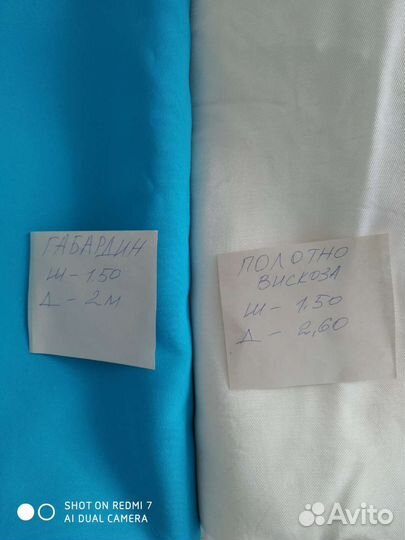 ГАБАРДИН
Ш - 1.50
Д - 2М
ПОЛОТНО
ВИСКОЗА
Ш - 1,50
Д - 2,60
SHOT ON REDMI 7
AI DUAL CAMERA
Avito